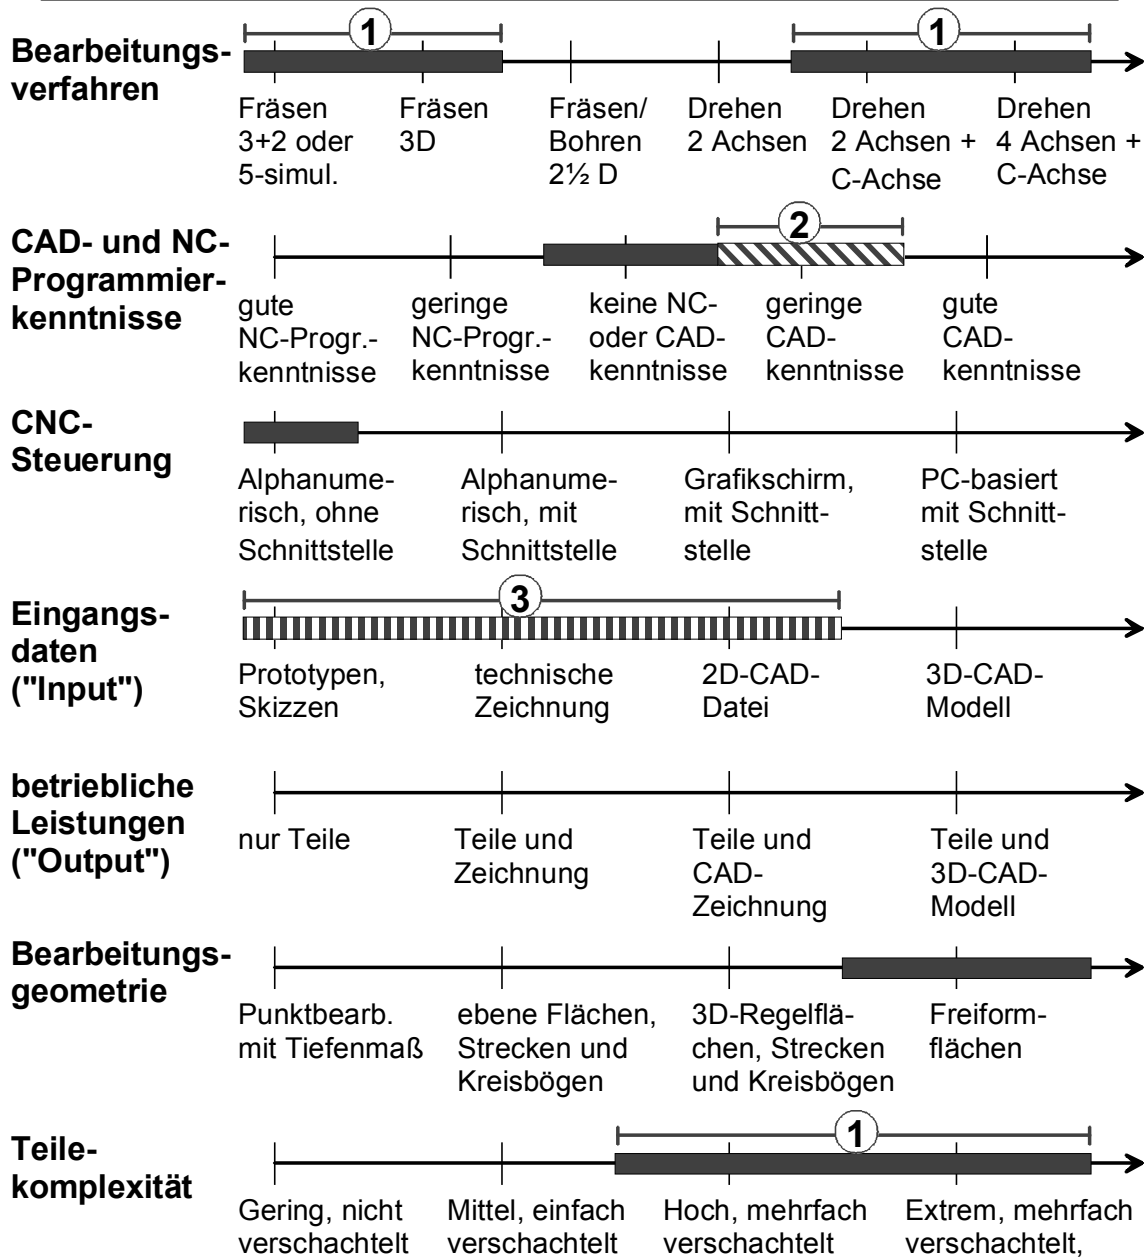 Bearbeitungs-
verfahren
1
1
Fräsen
3+2 oder
5-simul.
Fräsen
3D
Fräsen/
Bohren
2½ D
Drehen
2 Achsen
Drehen
2 Achsen +
C-Achse
Drehen
4 Achsen +
C-Achse
CAD- und NC-
Programmier-
kenntnisse
2
gute
NC-Progr.-
kenntnisse
geringe
NC-Progr.-
kenntnisse
keine NC-
oder CAD-
kenntnisse
geringe
CAD-
kenntnisse
gute
CAD-
kenntnisse
CNC-
Steuerung
Alphanume-
risch, ohne
Schnittstelle
Alphanume-
risch, mit
Schnittstelle
Grafikschirm,
mit Schnitt-
stelle
PC-basiert
mit Schnitt-
stelle
Eingangs-
daten
("Input")
3
Prototypen,
Skizzen
technische
Zeichnung
2D-CAD-
Datei
3D-CAD-
Modell
betriebliche
Leistungen
("Output")
nur Teile
Teile und
Zeichnung
Teile und
CAD-
Zeichnung
Teile und
3D-CAD-
Modell
Bearbeitungs-
geometrie
Punktbearb.
mit Tiefenmaß
ebene Flächen,
Strecken und
Kreisbögen
3D-Regelflä-
chen, Strecken
und Kreisbögen
Freiform-
flächen
Teile-
komplexität
1
Gering, nicht
verschachtelt
Mittel, einfach
verschachtelt
Hoch, mehrfach
verschachtelt
Extrem, mehrfach
verschachtelt,